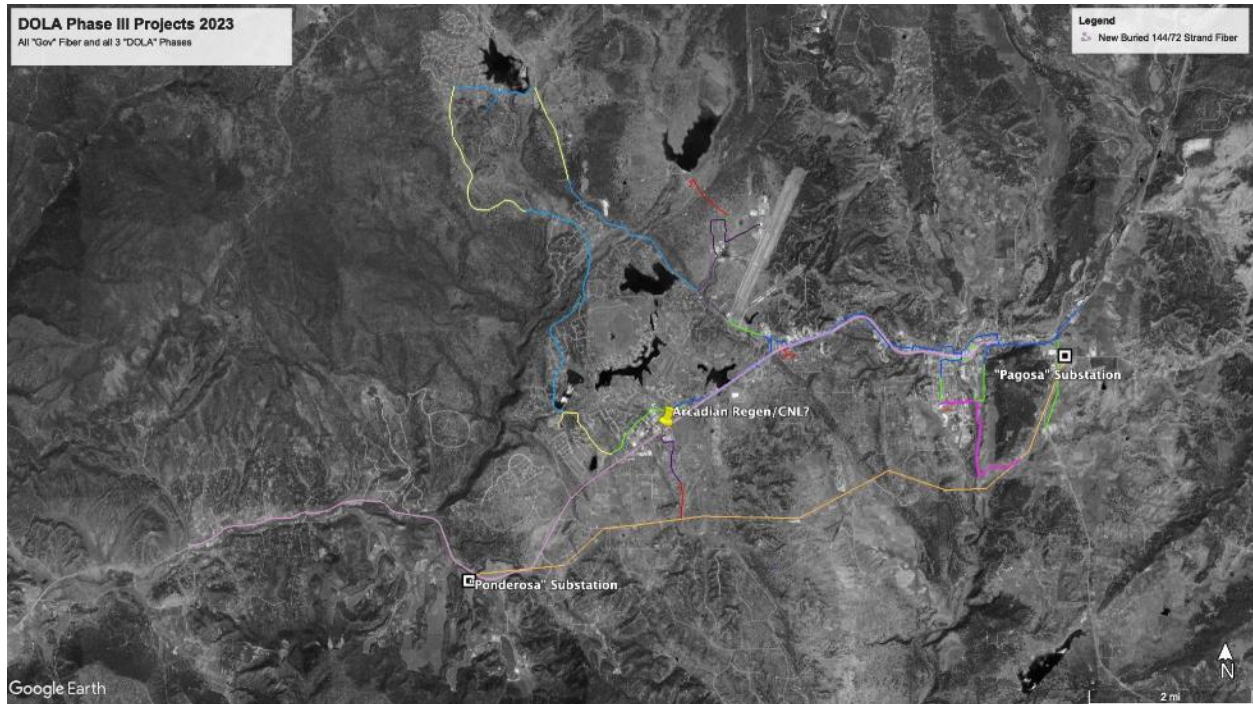 DOLA Phase III Projects 2023
All "Gov" Fiber and all 3 "DOLA" Phases
Legend
New Buried 144/72 Strand Fiber
"Pagosa" Substation
Arcadian Regen/CNL?
"Ponderosa" Substation
N
Google Earth
2 mi